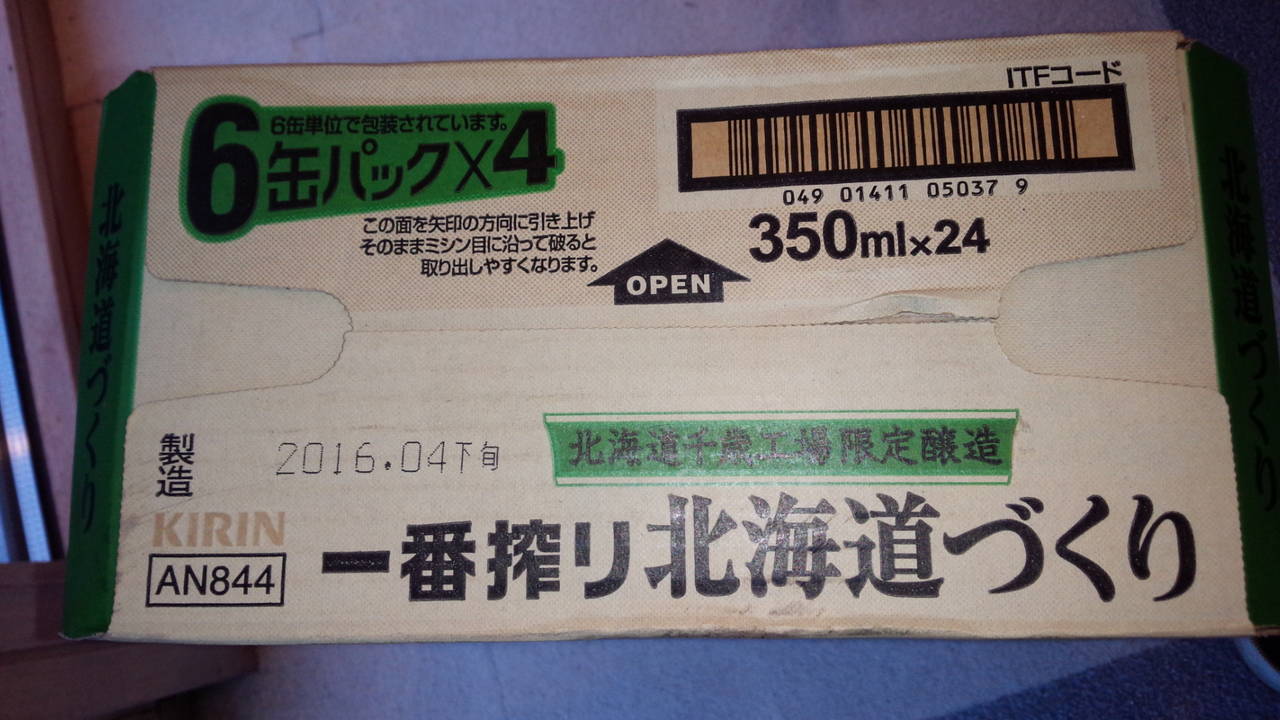 ITFコード
6缶単位で包装されています。
6缶パック×4
049 01411 05037 9
350ml×24
この面を矢印の方向に引き上げ
そのままミシン目に沿って破ると
取り出しやすくなります。
OPEN
北海道づくり
北海道づくり
製造
2016.04下旬
北海道千歳工場限定醸造
KIRIN
AN844
一番搾り北海道づくり